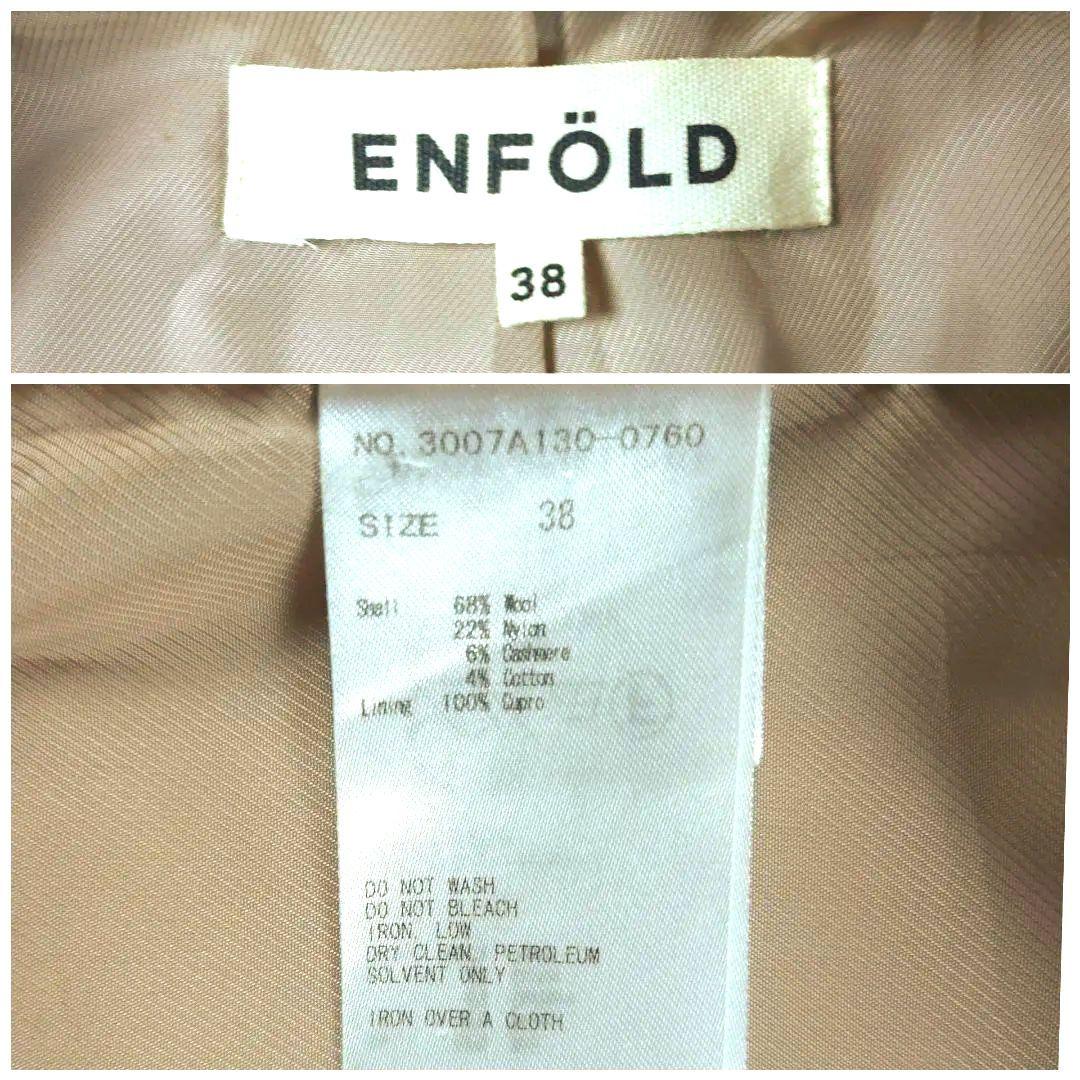 ENFÖLD
38
NO. 3007A130-0760
SIZE 38
Shell 68% Wool
22% Nylon
6% Cashmere
4% Cotton
Lining 100% Cupro
DO NOT WASH
DO NOT BLEACH
IRON, LOW
DRY CLEAN, PETROLEUM
SOLVENT ONLY
IRON OVER A CLOTH